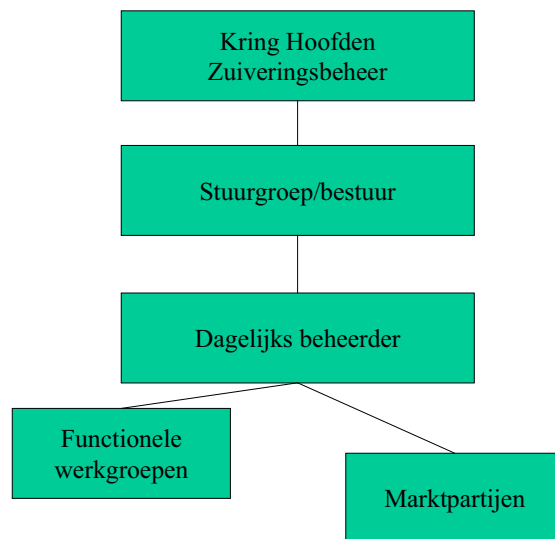 Kring Hoofden
Zuiveringsbeheer
Stuurgroep/bestuur
Dagelijks beheerder
Functionele
werkgroepen
Marktpartijen